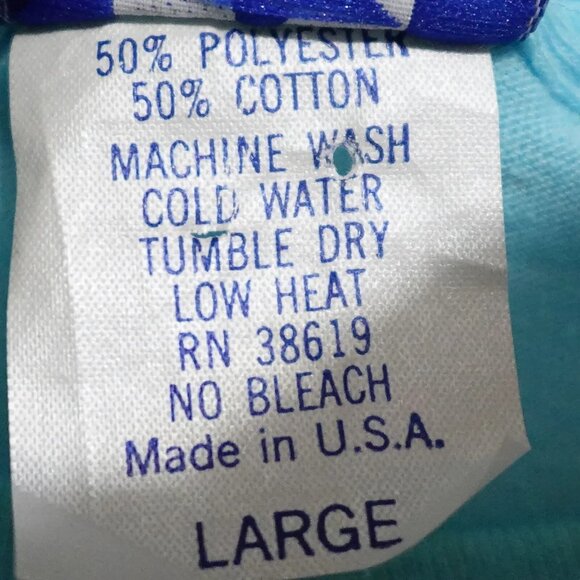 50% POLYESTER
50% COTTON
MACHINE WASH
COLD WATER
TUMBLE DRY
LOW HEAT
RN 38619
NO BLEACH
Made in U.S.A.
LARGE